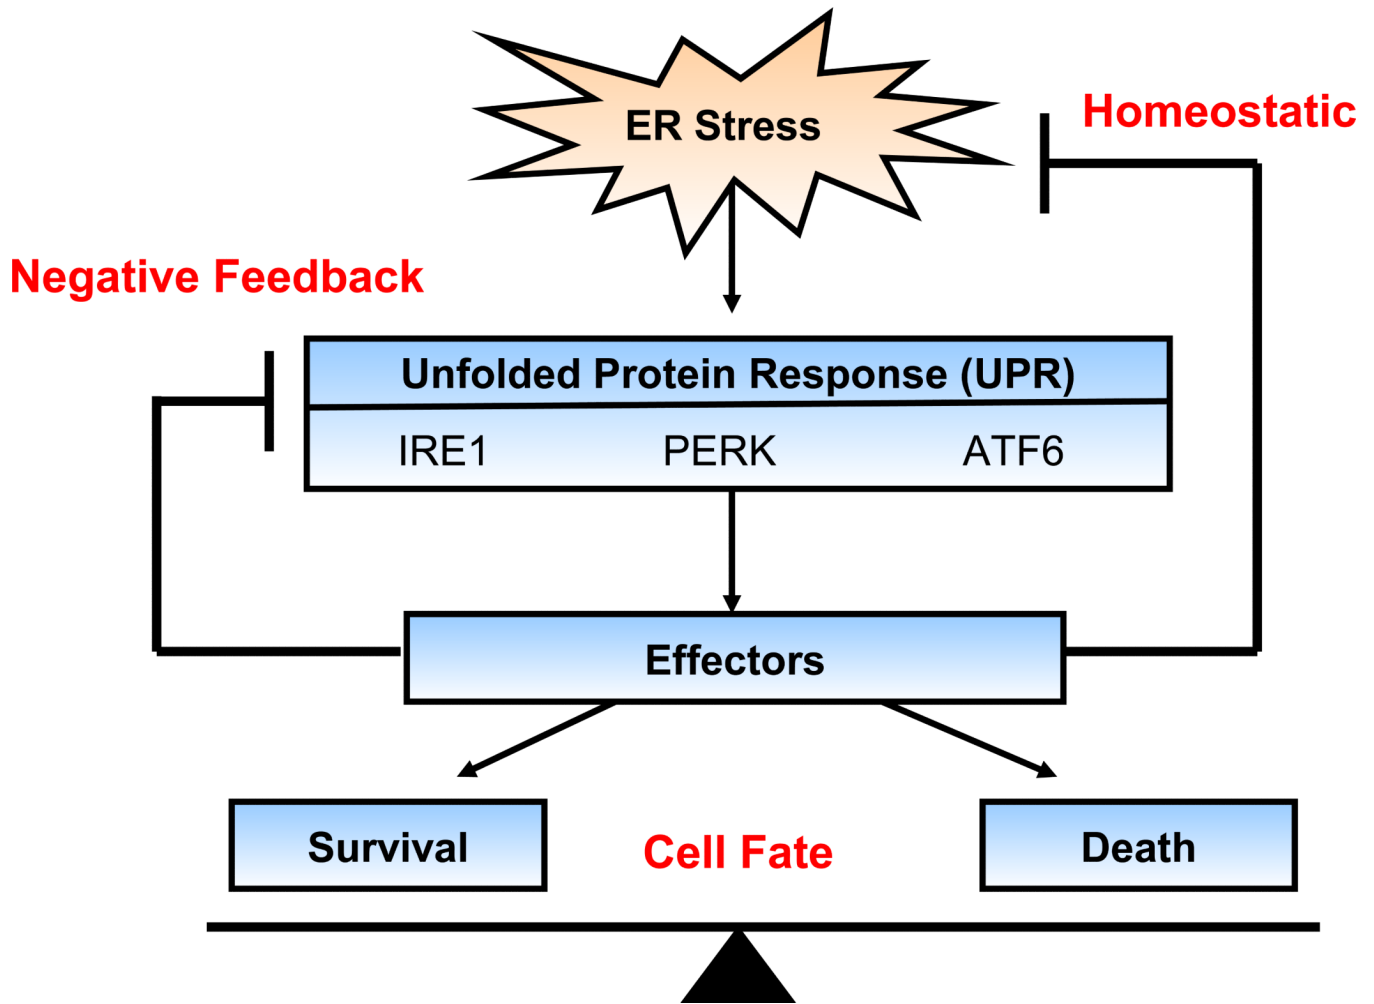 ER Stress
Homeostatic
Negative Feedback
Unfolded Protein Response (UPR)
IRE1 PERK ATF6
Effectors
Survival Cell Fate Death